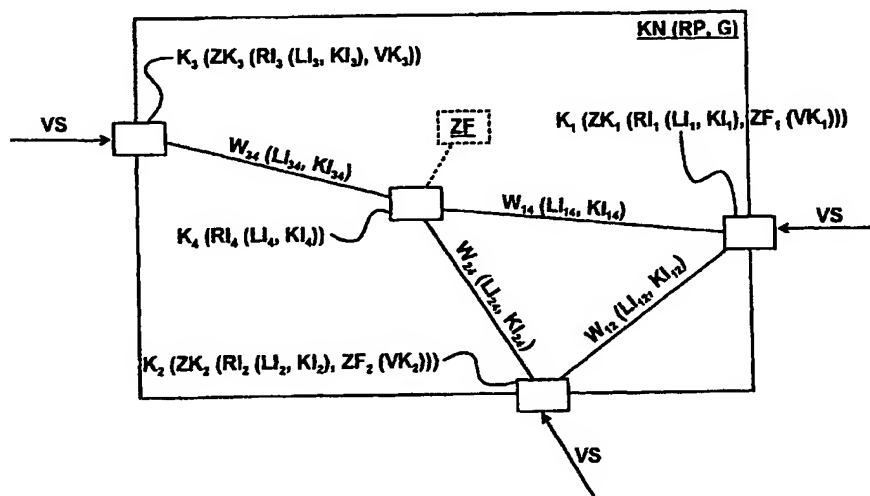 KN (RP, G)
K₃ (ZK₃ (RI₃ (LI₃, KI₃), VK₃))
VS
ZF
K₁ (ZK₁ (RI₁ (LI₁, KI₁), ZF₁ (VK₁)))
W₃₄ (LI₃₄, KI₃₄)
W₁₄ (LI₁₄, KI₁₄)
VS
K₄ (RI₄ (LI₄, KI₄))
W₂₄ (LI₂₄, KI₂₄)
W₁₂ (LI₁₂, KI₁₂)
K₂ (ZK₂ (RI₂ (LI₂, KI₂), ZF₂ (VK₂)))
VS